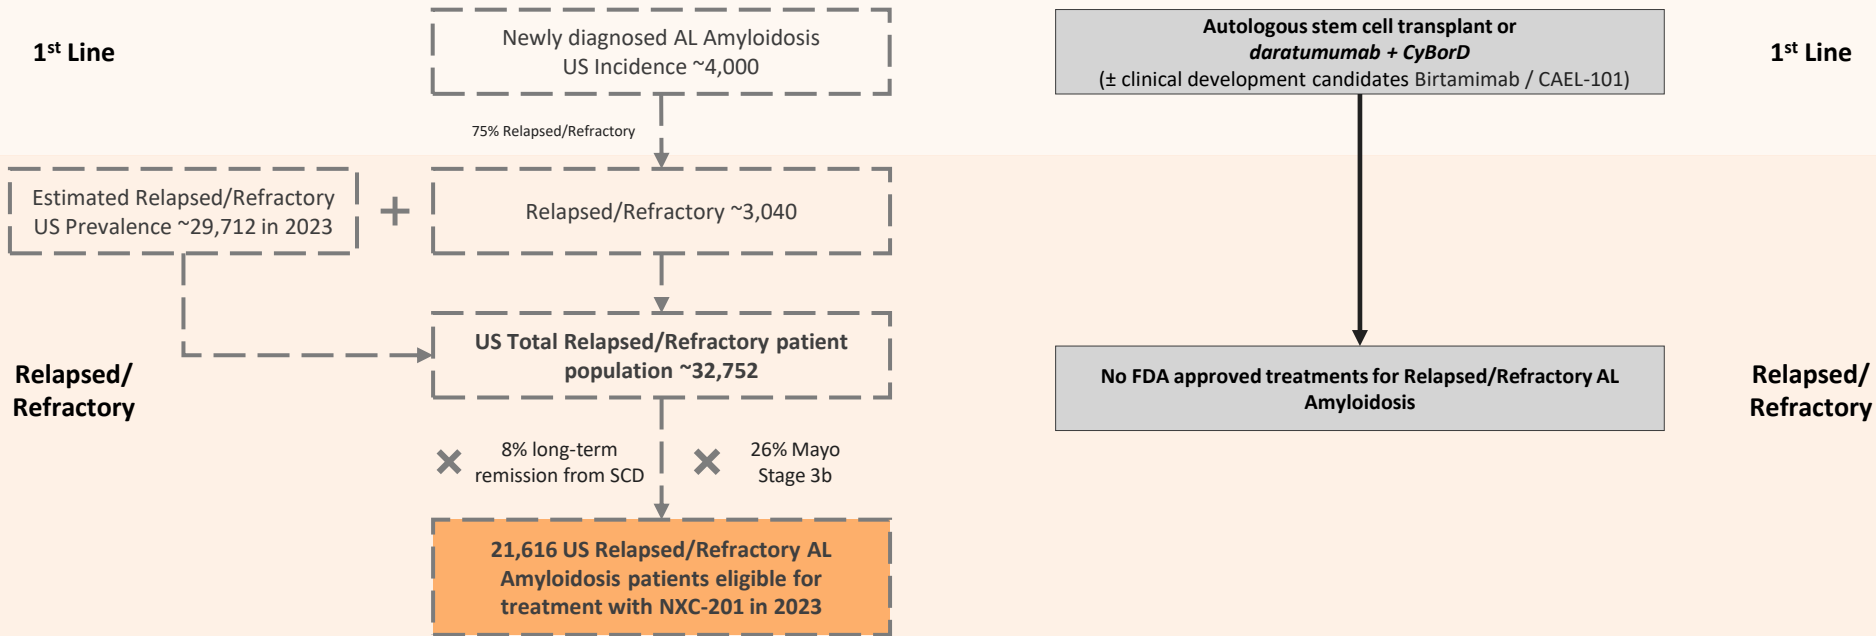 1st Line
Newly diagnosed AL Amyloidosis
US Incidence ~4,000
Autologous stem cell transplant or
daratumumab + CyBorD
(± clinical development candidates Birtamimab / CAEL-101)
1st Line
75% Relapsed/Refractory
Estimated Relapsed/Refractory
US Prevalence ~29,712 in 2023
+
Relapsed/Refractory ~3,040
Relapsed/
Refractory
US Total Relapsed/Refractory patient
population ~32,752
No FDA approved treatments for Relapsed/Refractory AL
Amyloidosis
Relapsed/
Refractory
8% long-term
remission from SCD
26% Mayo
Stage 3b
21,616 US Relapsed/Refractory AL
Amyloidosis patients eligible for
treatment with NXC-201 in 2023